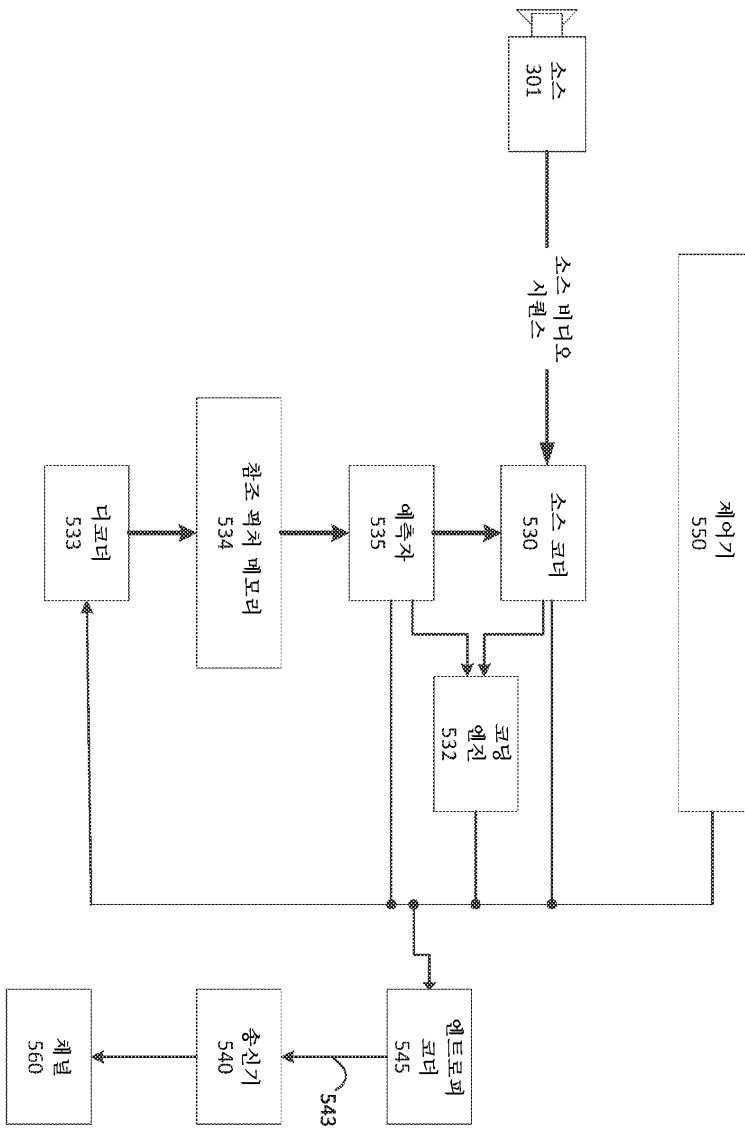 제어기
550
소스
301
소스 비디오
시퀀스
소스 코더
530
코딩
엔진
532
예측자
535
참조 픽처 메모리
534
디코더
533
엔트로피
코더
545
543
송신기
540
채널
560